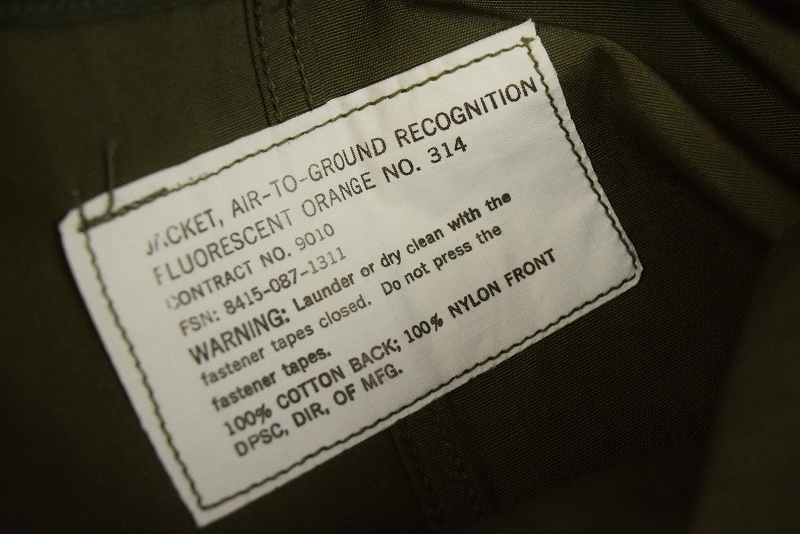 JACKET, AIR-TO-GROUND RECOGNITION
FLUORESCENT ORANGE NO. 314
CONTRACT NO. 9010
FSN: 8415-087-1311
WARNING: Launder or dry clean with the
fastener tapes closed. Do not press the
fastener tapes.
100% COTTON BACK; 100% NYLON FRONT
DPSC, DIR, OF MFG.